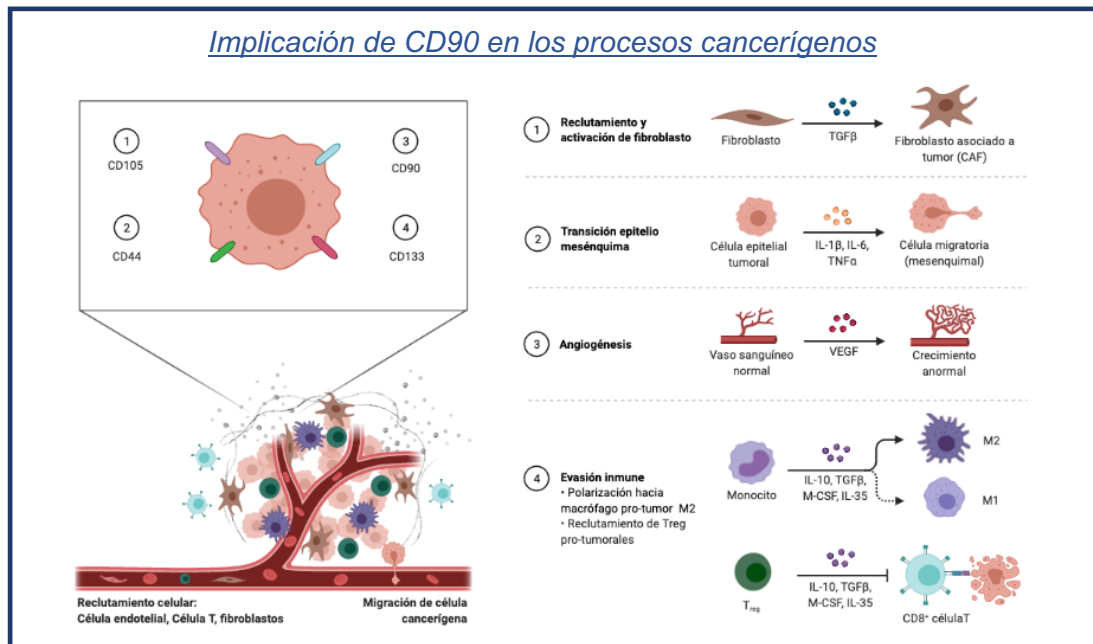 Implicación de CD90 en los procesos cancerígenos
1
CD105
3
CD90
2
CD44
4
CD133
Reclutamiento celular:
Célula endotelial, Célula T, fibroblastos
Migración de célula
cancerígena
1
Reclutamiento y
activación de fibroblasto
Fibroblasto
TGFβ
Fibroblasto asociado a
tumor (CAF)
2
Transición epitelio
mesénquima
Célula epitelial
tumoral
IL-1β, IL-6,
TNFα
Célula migratoria
(mesenquimal)
3
Angiogénesis
Vaso sanguíneo
normal
VEGF
Crecimiento
anormal
4
Evasión inmune
• Polarización hacia
macrófago pro-tumor M2
• Reclutamiento de Treg
pro-tumorales
Monocito
IL-10, TGFβ,
M-CSF, IL-35
M2
M1
Treg
IL-10, TGFβ,
M-CSF, IL-35
CD8+ célulaT